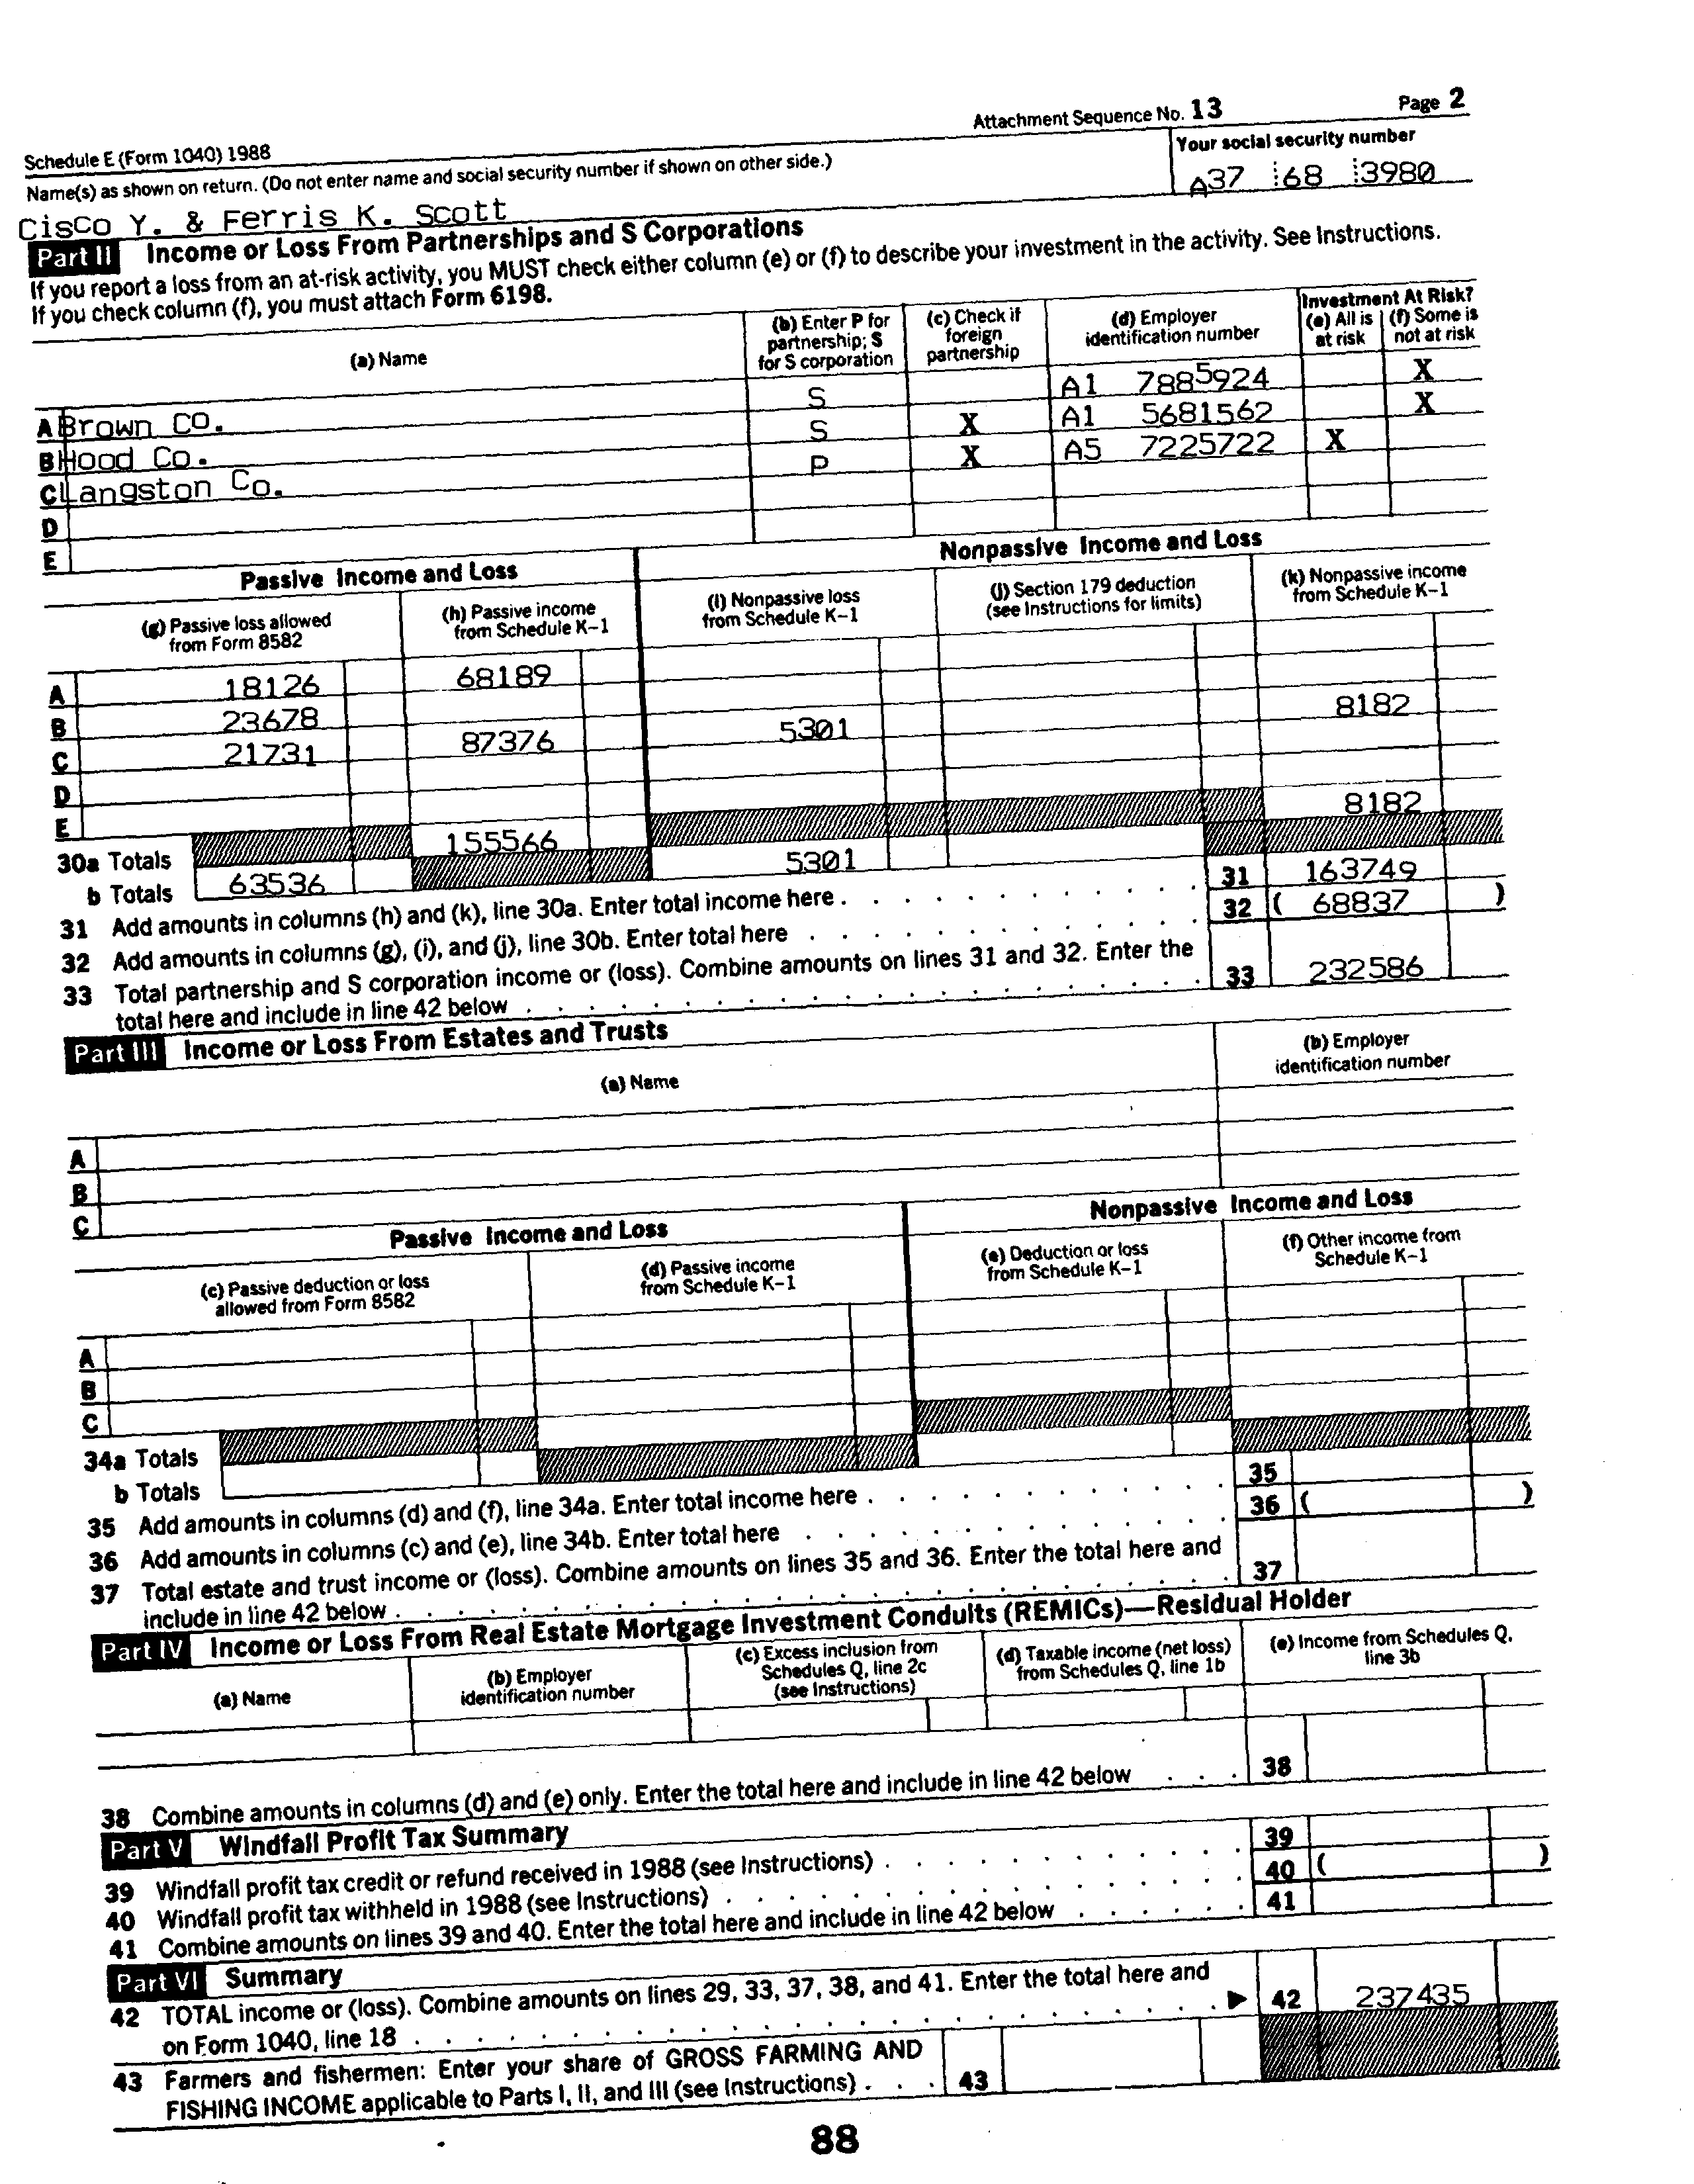 Attachment Sequence No. 13 Page 2
Schedule E (Form 1040) 1988
Name(s) as shown on return. (Do not enter name and social security number if shown on other side.) Your social security number
Cisco Y. & Ferris K. Scott A37 68 3980
Part II Income or Loss From Partnerships and S Corporations
If you report a loss from an at-risk activity, you MUST check either column (e) or (f) to describe your investment in the activity. See Instructions.
If you check column (f), you must attach Form 6198.
(a) Name (b) Enter P for partnership; S for S corporation (c) Check if foreign partnership (d) Employer identification number Investment At Risk? (e) All is at risk (f) Some is not at risk
A Brown Co. S A1 7885924 X
B Hood Co. S X A1 5681562 X
C Langston Co. P X A5 7225722 X
D
E
Passive Income and Loss Nonpassive Income and Loss
(g) Passive loss allowed from Form 8582 (h) Passive income from Schedule K-1 (i) Nonpassive loss from Schedule K-1 (j) Section 179 deduction (see Instructions for limits) (k) Nonpassive income from Schedule K-1
A 18126 68189
B 23678 8182
C 21731 87376 5301
D
E
30a Totals 155566 8182
b Totals 63536 5301
31 Add amounts in columns (h) and (k), line 30a. Enter total income here . 31 163749
32 Add amounts in columns (g), (i), and (j), line 30b. Enter total here . 32 ( 68837 )
33 Total partnership and S corporation income or (loss). Combine amounts on lines 31 and 32. Enter the
total here and include in line 42 below . 33 232586
Part III Income or Loss From Estates and Trusts
(a) Name (b) Employer identification number
A
B
C
Passive Income and Loss Nonpassive Income and Loss
(c) Passive deduction or loss allowed from Form 8582 (d) Passive income from Schedule K-1 (e) Deduction or loss from Schedule K-1 (f) Other income from Schedule K-1
A
B
C
34a Totals
b Totals
35 Add amounts in columns (d) and (f), line 34a. Enter total income here . 35
36 Add amounts in columns (c) and (e), line 34b. Enter total here . 36 ( )
37 Total estate and trust income or (loss). Combine amounts on lines 35 and 36. Enter the total here and
include in line 42 below . 37
Part IV Income or Loss From Real Estate Mortgage Investment Conduits (REMICs)—Residual Holder
(a) Name (b) Employer identification number (c) Excess inclusion from Schedules Q, line 2c (see Instructions) (d) Taxable income (net loss) from Schedules Q, line 1b (e) Income from Schedules Q, line 3b
38 Combine amounts in columns (d) and (e) only. Enter the total here and include in line 42 below . 38
Part V Windfall Profit Tax Summary
39 Windfall profit tax credit or refund received in 1988 (see Instructions) . 39
40 Windfall profit tax withheld in 1988 (see Instructions) . 40 ( )
41 Combine amounts on lines 39 and 40. Enter the total here and include in line 42 below . 41
Part VI Summary
42 TOTAL income or (loss). Combine amounts on lines 29, 33, 37, 38, and 41. Enter the total here and
on Form 1040, line 18 . ▶ 42 237435
43 Farmers and fishermen: Enter your share of GROSS FARMING AND
FISHING INCOME applicable to Parts I, II, and III (see Instructions) . 43
88